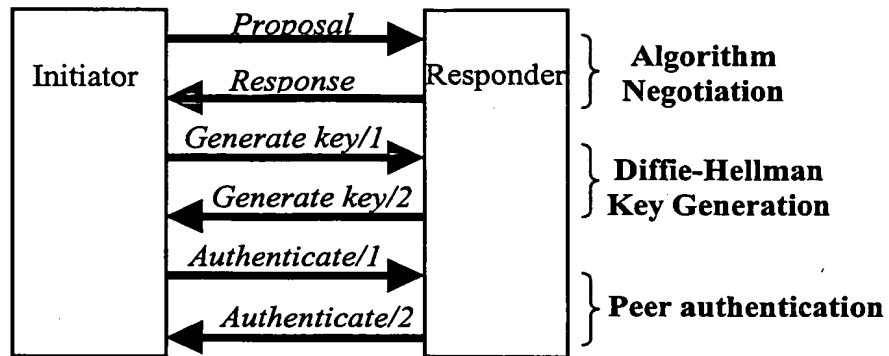 Proposal
Initiator
Responder
Algorithm
Negotiation
Response
Generate key/1
Diffie-Hellman
Key Generation
Generate key/2
Authenticate/1
Peer authentication
Authenticate/2